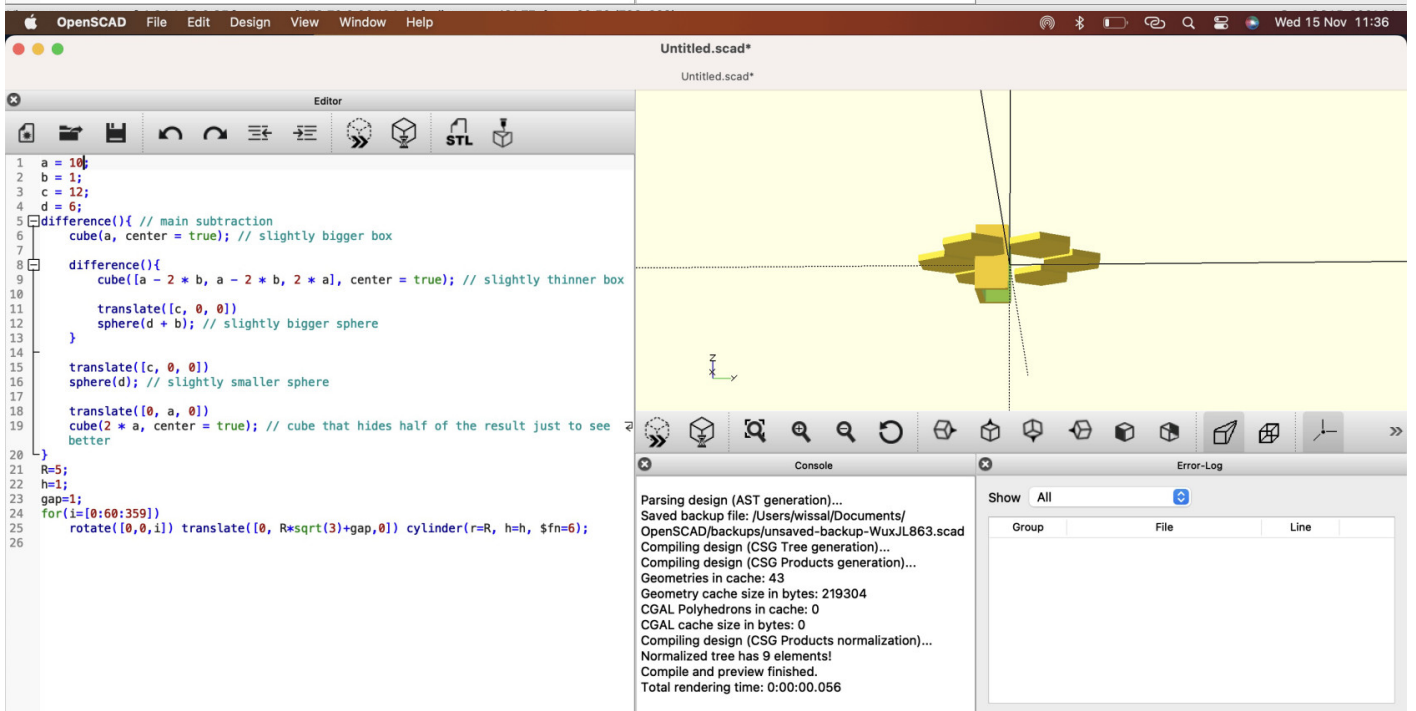 OpenSCAD File Edit Design View Window Help Wed 15 Nov 11:36
Untitled.scad*
Untitled.scad*
Editor
STL
1 a = 10;
2 b = 1;
3 c = 12;
4 d = 6;
5 difference(){ // main subtraction
6 cube(a, center = true); // slightly bigger box
7
8 difference(){
9 cube([a - 2 * b, a - 2 * b, 2 * a], center = true); // slightly thinner box
10
11 translate([c, 0, 0])
12 sphere(d + b); // slightly bigger sphere
13 }
14
15 translate([c, 0, 0])
16 sphere(d); // slightly smaller sphere
17
18 translate([0, a, 0])
19 cube(2 * a, center = true); // cube that hides half of the result just to see
better
20 }
21 R=5;
22 h=1;
23 gap=1;
24 for(i=[0:60:359])
25 rotate([0,0,i]) translate([0, R*sqrt(3)+gap,0]) cylinder(r=R, h=h, $fn=6);
26
Z
x
y
Console
Parsing design (AST generation)...
Saved backup file: /Users/wissal/Documents/
OpenSCAD/backups/unsaved-backup-WuxJL863.scad
Compiling design (CSG Tree generation)...
Compiling design (CSG Products generation)...
Geometries in cache: 43
Geometry cache size in bytes: 219304
CGAL Polyhedrons in cache: 0
CGAL cache size in bytes: 0
Compiling design (CSG Products normalization)...
Normalized tree has 9 elements!
Compile and preview finished.
Total rendering time: 0:00:00.056
Error-Log
Show All
Group File Line